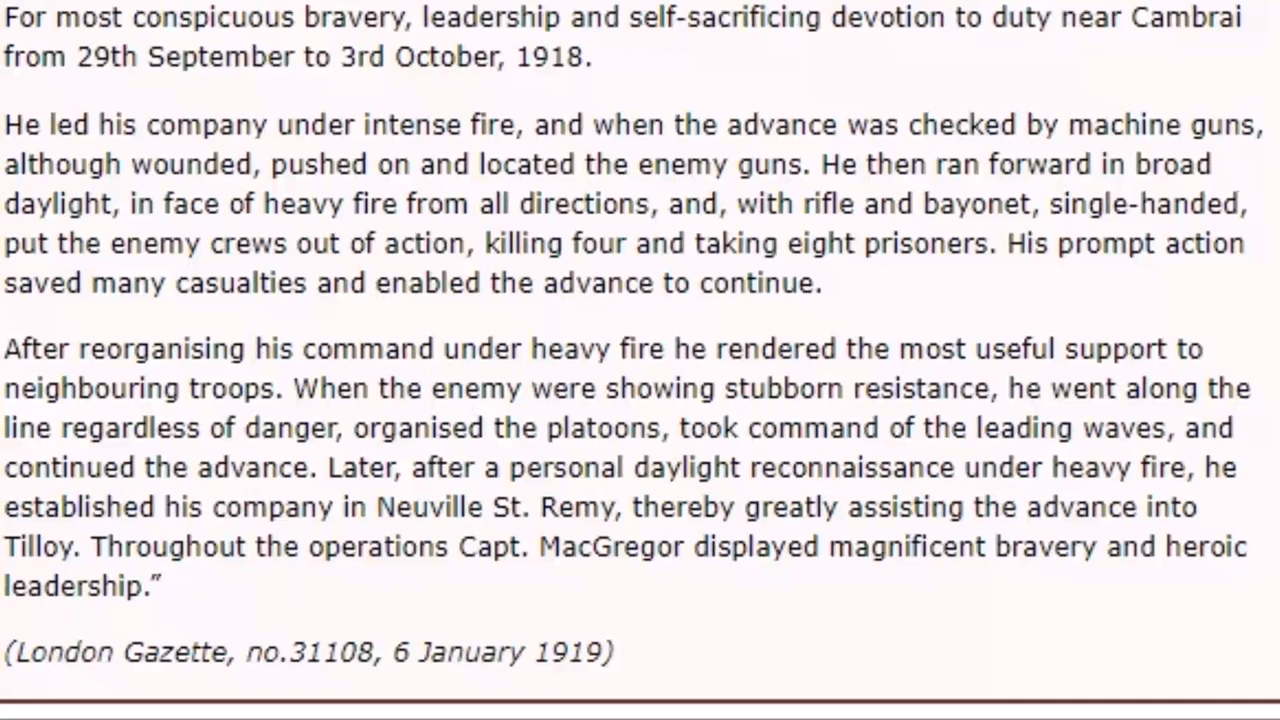 For most conspicuous bravery, leadership and self-sacrificing devotion to duty near Cambrai
from 29th September to 3rd October, 1918.
He led his company under intense fire, and when the advance was checked by machine guns,
although wounded, pushed on and located the enemy guns. He then ran forward in broad
daylight, in face of heavy fire from all directions, and, with rifle and bayonet, single-handed,
put the enemy crews out of action, killing four and taking eight prisoners. His prompt action
saved many casualties and enabled the advance to continue.
After reorganising his command under heavy fire he rendered the most useful support to
neighbouring troops. When the enemy were showing stubborn resistance, he went along the
line regardless of danger, organised the platoons, took command of the leading waves, and
continued the advance. Later, after a personal daylight reconnaissance under heavy fire, he
established his company in Neuville St. Remy, thereby greatly assisting the advance into
Tilloy. Throughout the operations Capt. MacGregor displayed magnificent bravery and heroic
leadership.”
(London Gazette, no.31108, 6 January 1919)